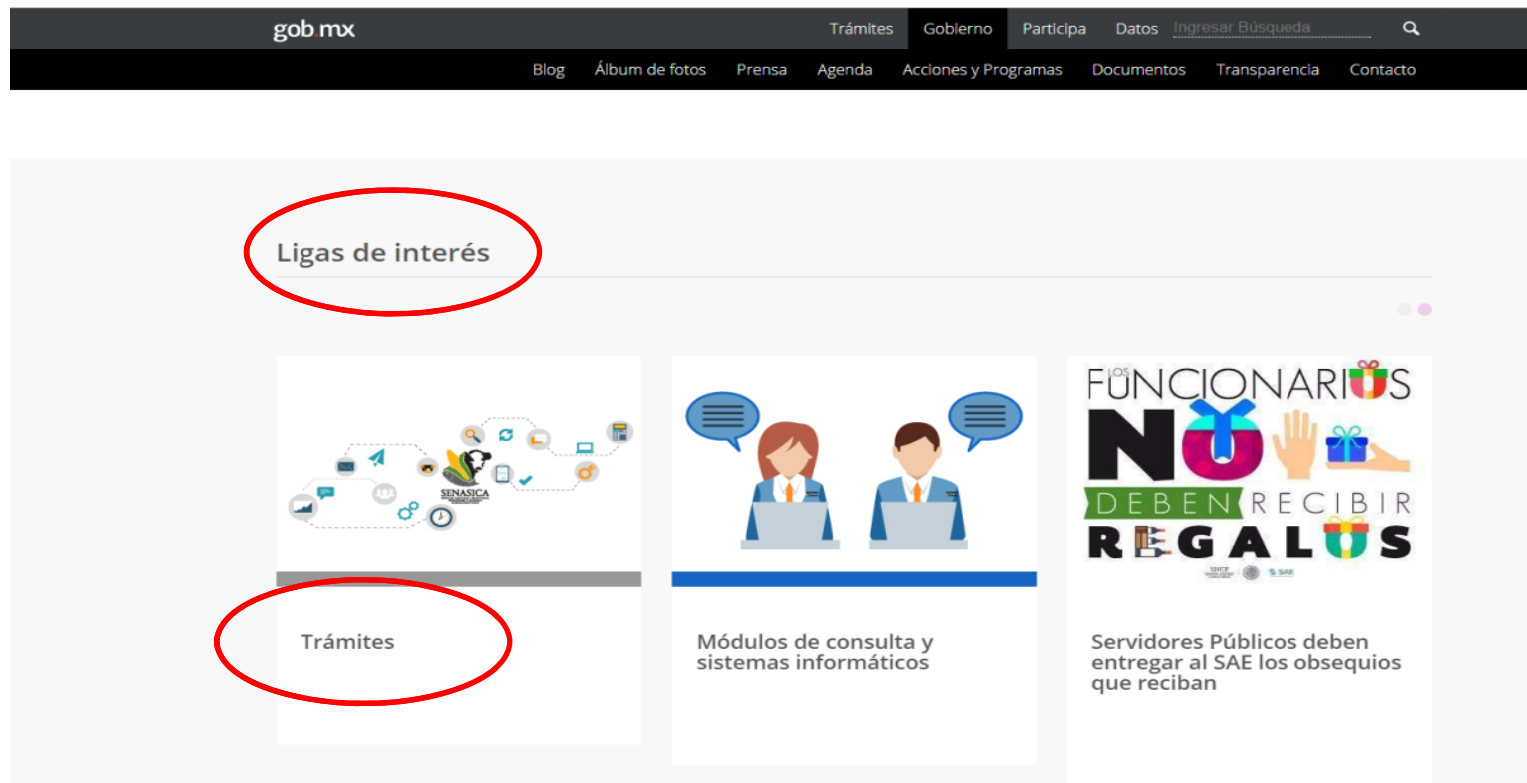 gob.mx
Trámites Gobierno Participa Datos Ingresar Búsqueda
Blog Álbum de fotos Prensa Agenda Acciones y Programas Documentos Transparencia Contacto
Ligas de interés
SENASICA
LOS
FUNCIONARIOS
NO
DEBEN RECIBIR
REGALOS
SHCP
SAE
Trámites
Módulos de consulta y
sistemas informáticos
Servidores Públicos deben
entregar al SAE los obsequios
que reciban